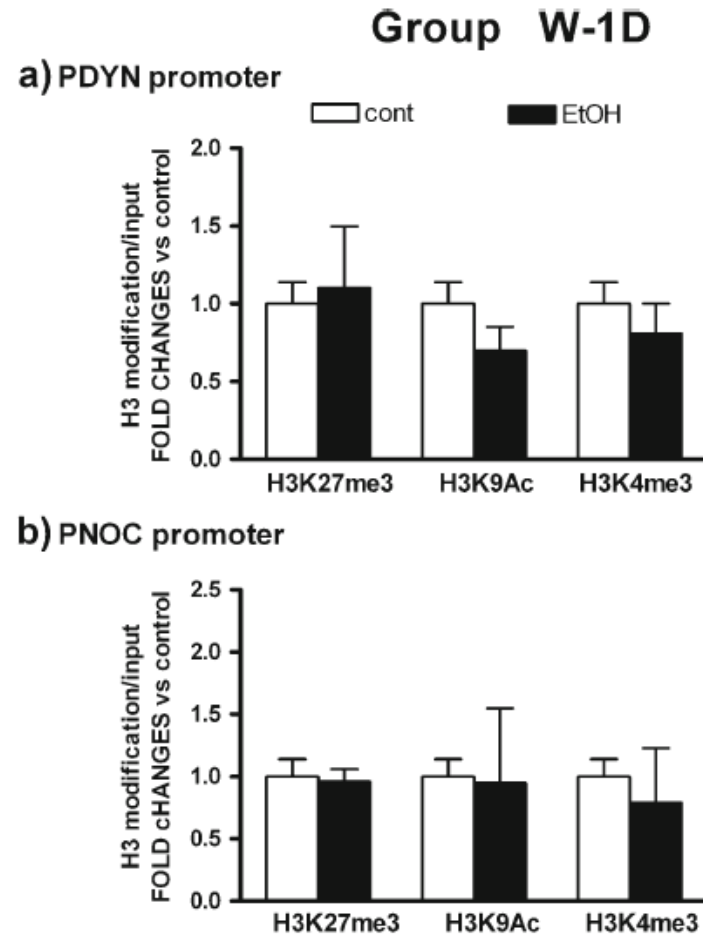 Group W-1D
a) PDYN promoter
cont
EtOH
H3 modification/input
FOLD CHANGES vs control
2.0
1.5
1.0
0.5
0.0
H3K27me3 H3K9Ac H3K4me3
b) PNOC promoter
H3 modification/input
FOLD cHANGES vs control
2.5
2.0
1.5
1.0
0.5
0.0
H3K27me3 H3K9Ac H3K4me3